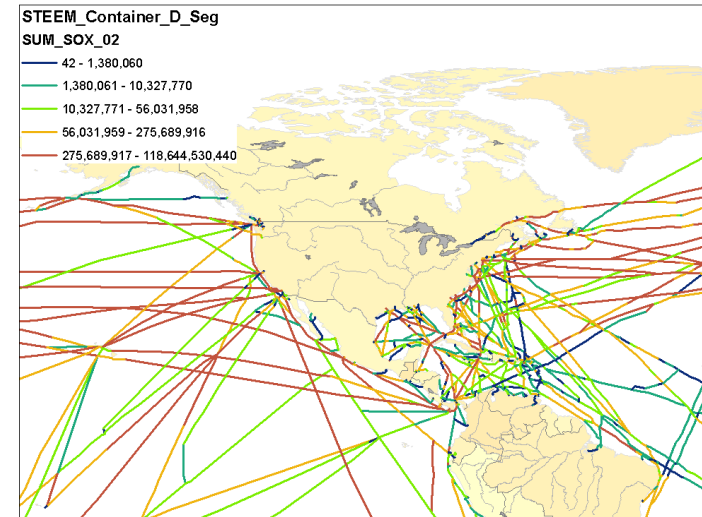 STEEM_Container_D_Seg
SUM_SOX_02
42 - 1,380,060
1,380,061 - 10,327,770
10,327,771 - 56,031,958
56,031,959 - 275,689,916
275,689,917 - 118,644,530,440